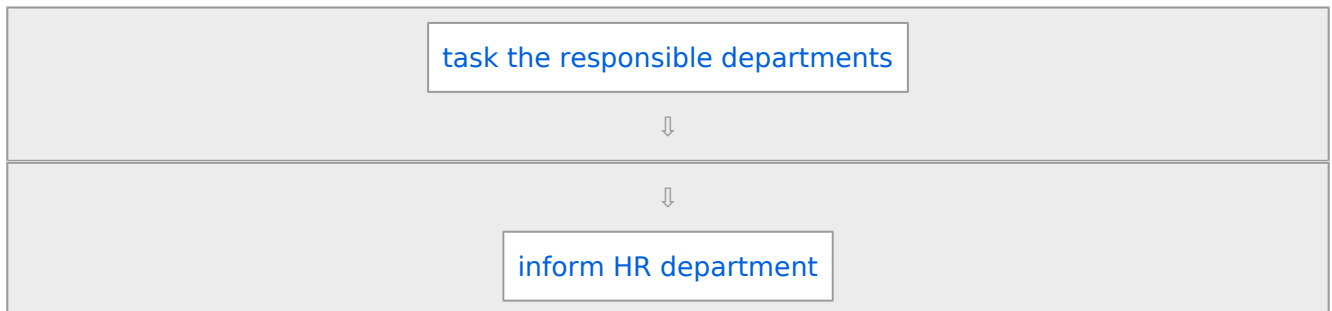 task the responsible departments
⇩
⇩
inform HR department